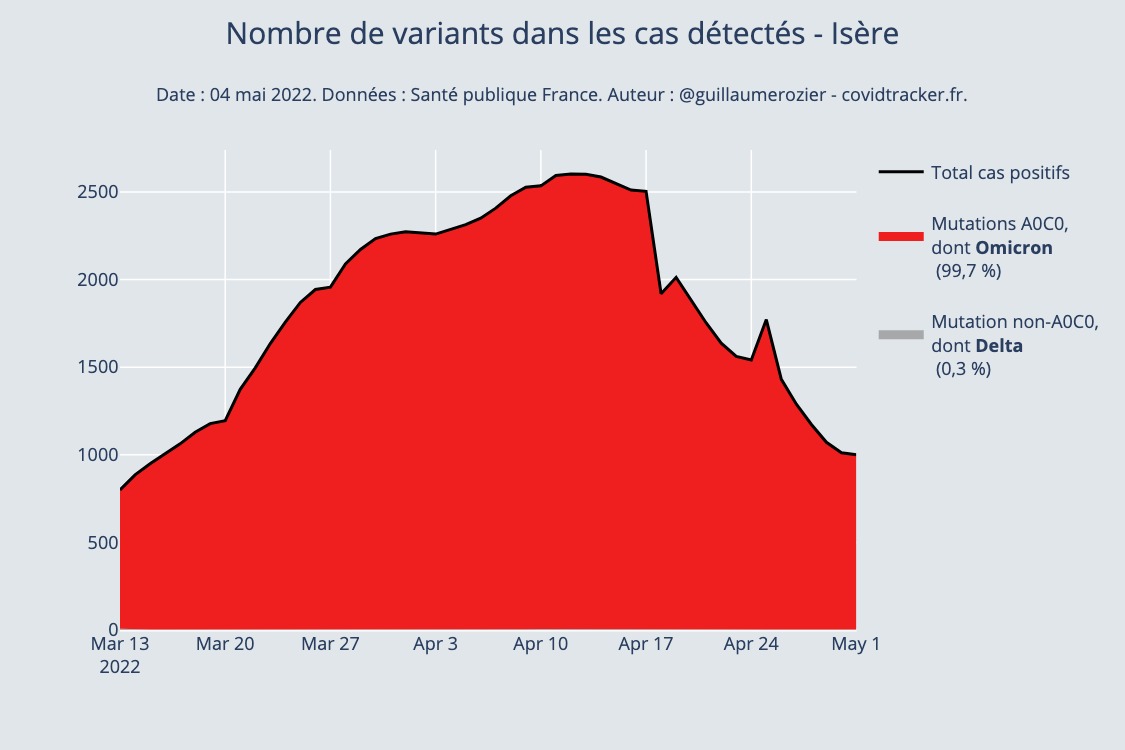 Nombre de variants dans les cas détectés - Isère
Date : 04 mai 2022. Données : Santé publique France. Auteur : @guillaumerozier - covidtracker.fr.
Total cas positifs
Mutations A0C0,
dont Omicron
(99,7 %)
Mutation non-A0C0,
dont Delta
(0,3 %)
2500
2000
1500
1000
500
0
Mar 13
2022
Mar 20
Mar 27
Apr 3
Apr 10
Apr 17
Apr 24
May 1